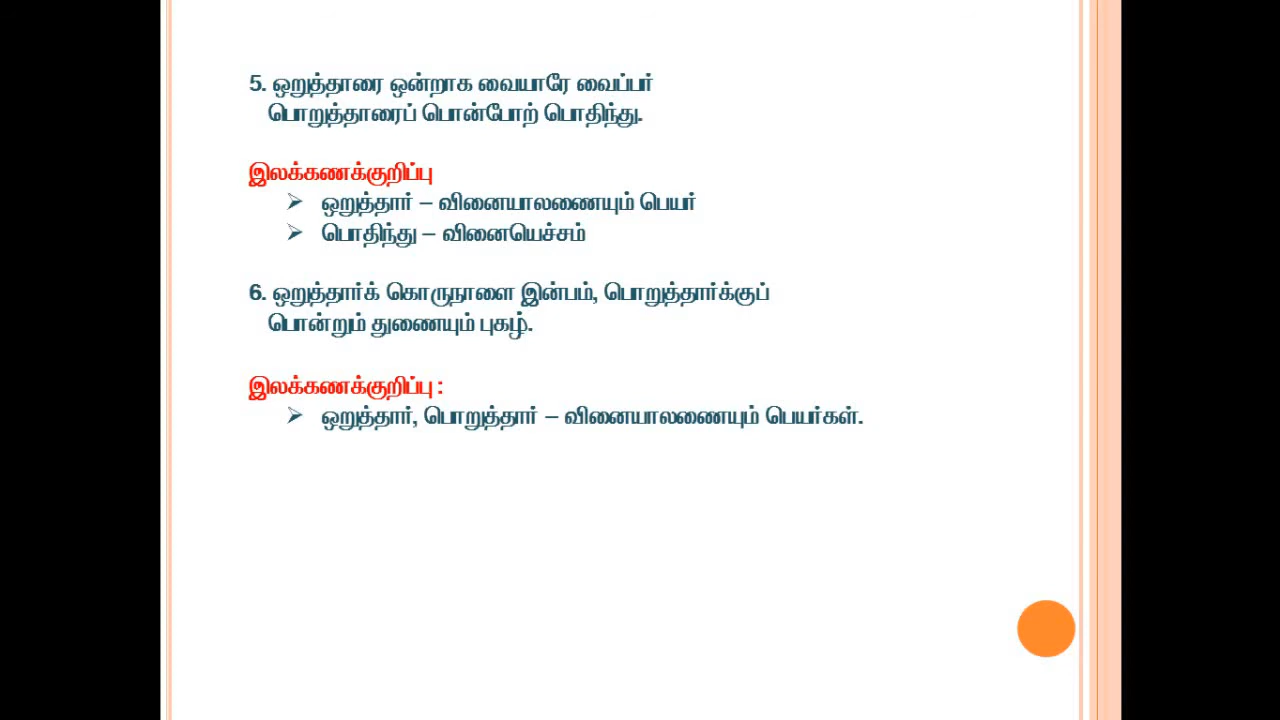 5. ஒறுத்தாரை ஒன்றாக வையாரே வைப்பர்
பொறுத்தாரைப் பொன்போற் பொதிந்து.
இலக்கணக்குறிப்பு
➢ ஒறுத்தார் – வினையாலணையும் பெயர்
➢ பொதிந்து – வினையெச்சம்
6. ஒறுத்தார்க் கொருநாளை இன்பம், பொறுத்தார்க்குப்
பொன்றும் துணையும் புகழ்.
இலக்கணக்குறிப்பு :
➢ ஒறுத்தார், பொறுத்தார் – வினையாலணையும் பெயர்கள்.